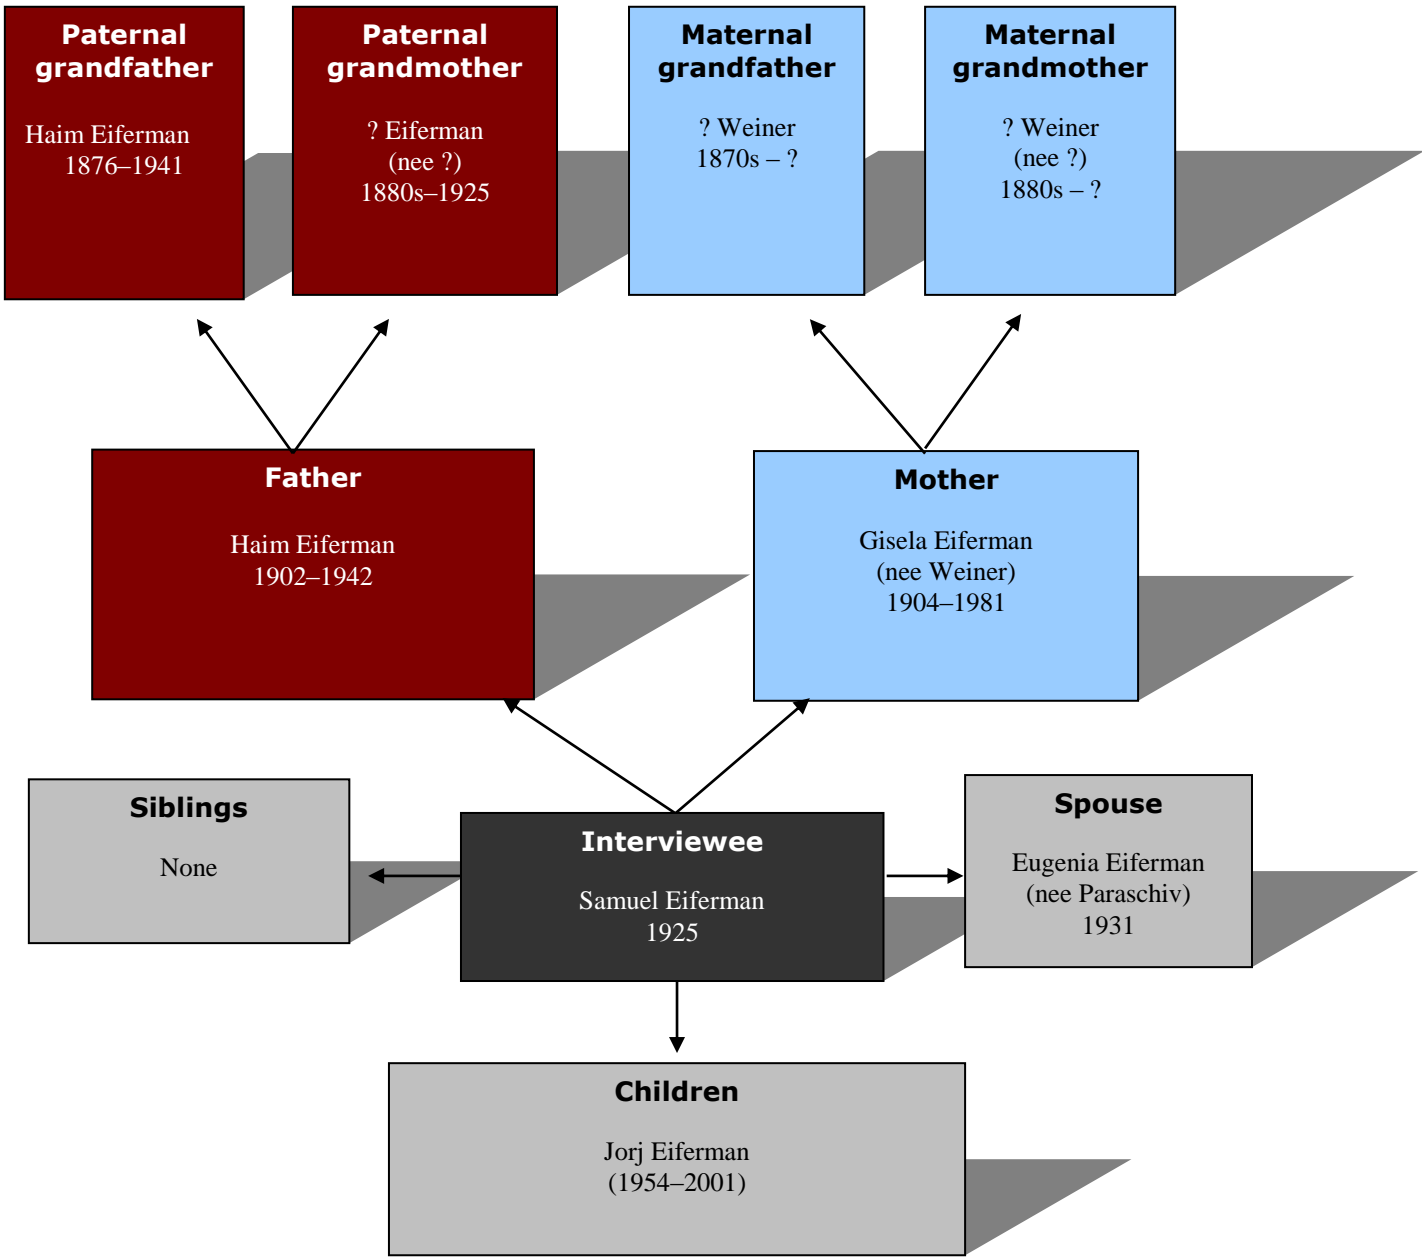 Paternal
grandfather
Haim Eiferman
1876–1941
Paternal
grandmother
? Eiferman
(nee ?)
1880s–1925
Maternal
grandfather
? Weiner
1870s – ?
Maternal
grandmother
? Weiner
(nee ?)
1880s – ?
Father
Haim Eiferman
1902–1942
Mother
Gisela Eiferman
(nee Weiner)
1904–1981
Siblings
None
Interviewee
Samuel Eiferman
1925
Spouse
Eugenia Eiferman
(nee Paraschiv)
1931
Children
Jorj Eiferman
(1954–2001)